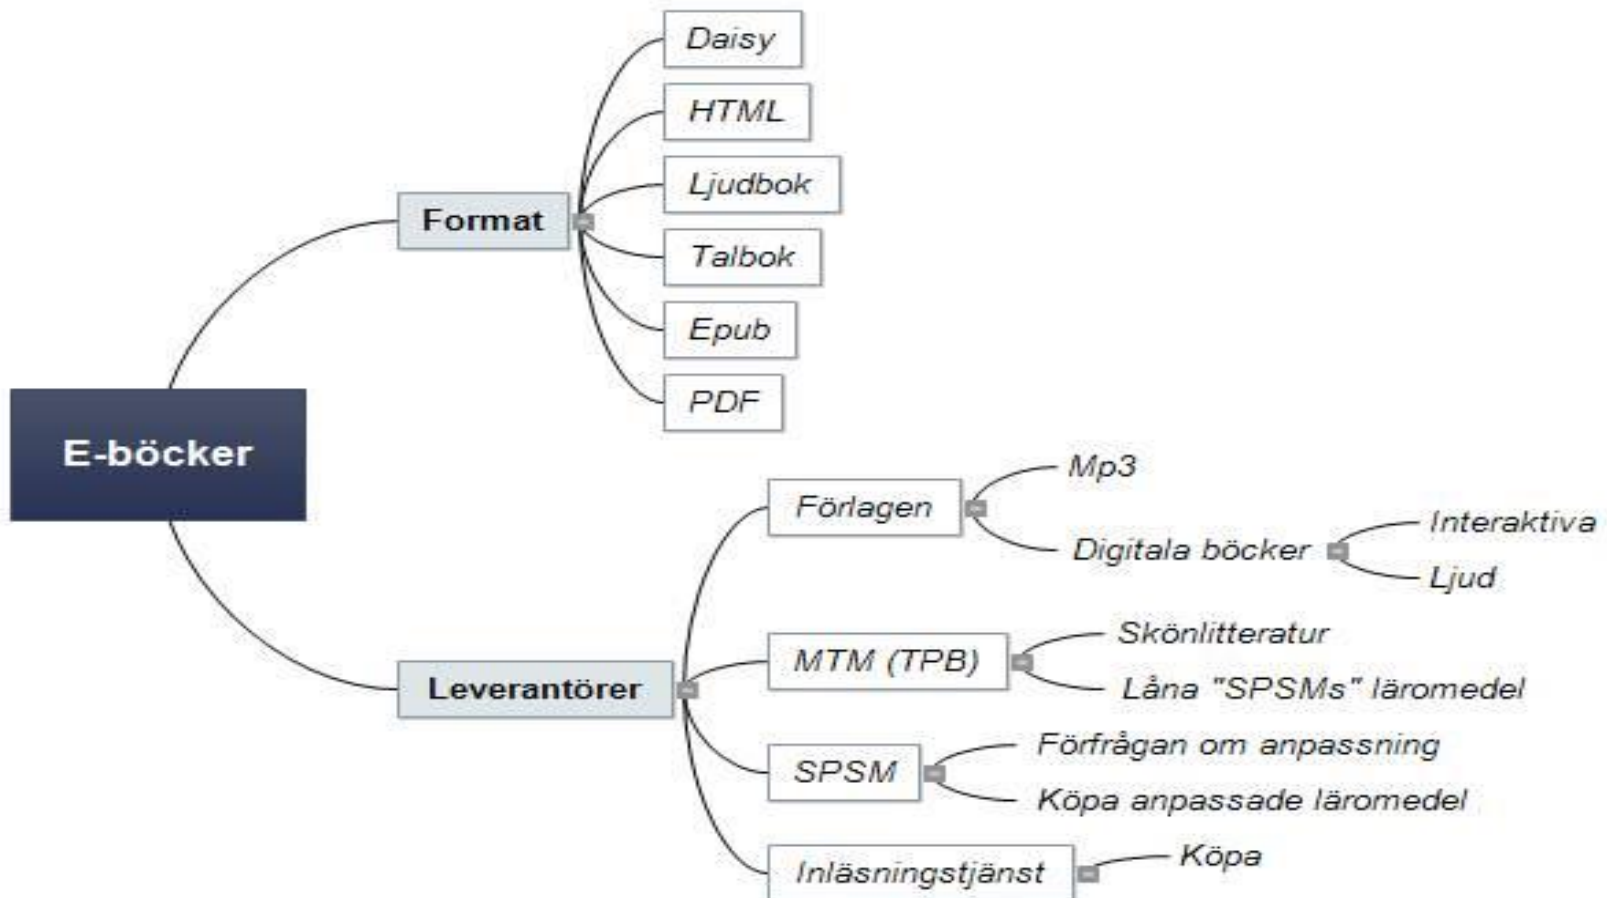 E-böcker
Format
Daisy
HTML
Ljudbok
Talbok
Epub
PDF
Leverantörer
Förlagen
Mp3
Digitala böcker
Interaktiva
Ljud
MTM (TPB)
Skönlitteratur
Låna "SPSMs" läromedel
SPSM
Förfrågan om anpassning
Köpa anpassade läromedel
Inläsningstjänst
Köpa